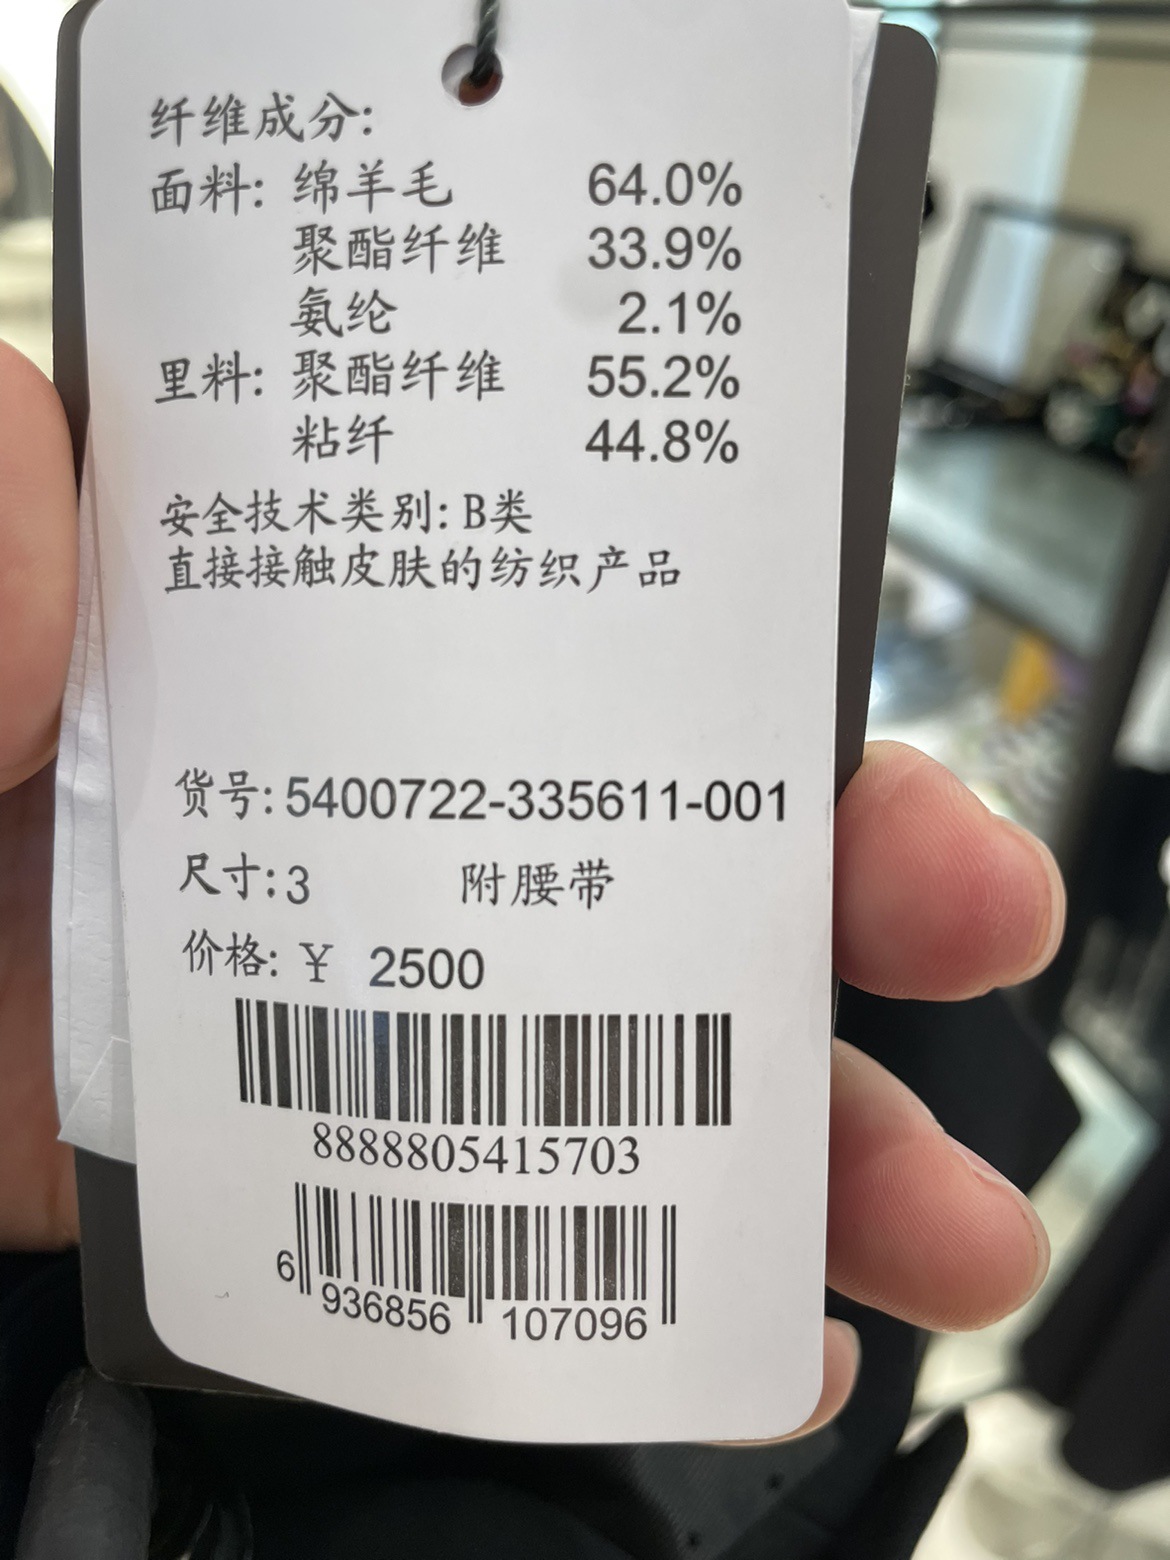 纤维成分:
面料: 绵羊毛 64.0%
聚酯纤维 33.9%
氨纶 2.1%
里料: 聚酯纤维 55.2%
粘纤 44.8%
安全技术类别: B类
直接接触皮肤的纺织产品
货号: 5400722-335611-001
尺寸: 3 附腰带
价格: ¥ 2500
8888805415703
6 936856 107096